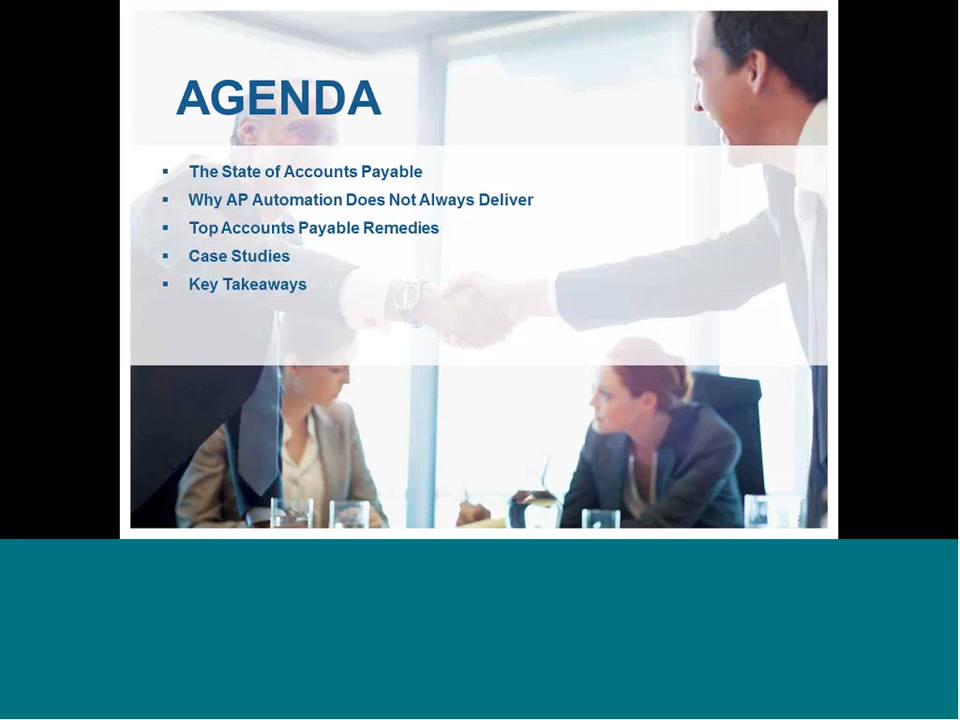 AGENDA
▪ The State of Accounts Payable
▪ Why AP Automation Does Not Always Deliver
▪ Top Accounts Payable Remedies
▪ Case Studies
▪ Key Takeaways